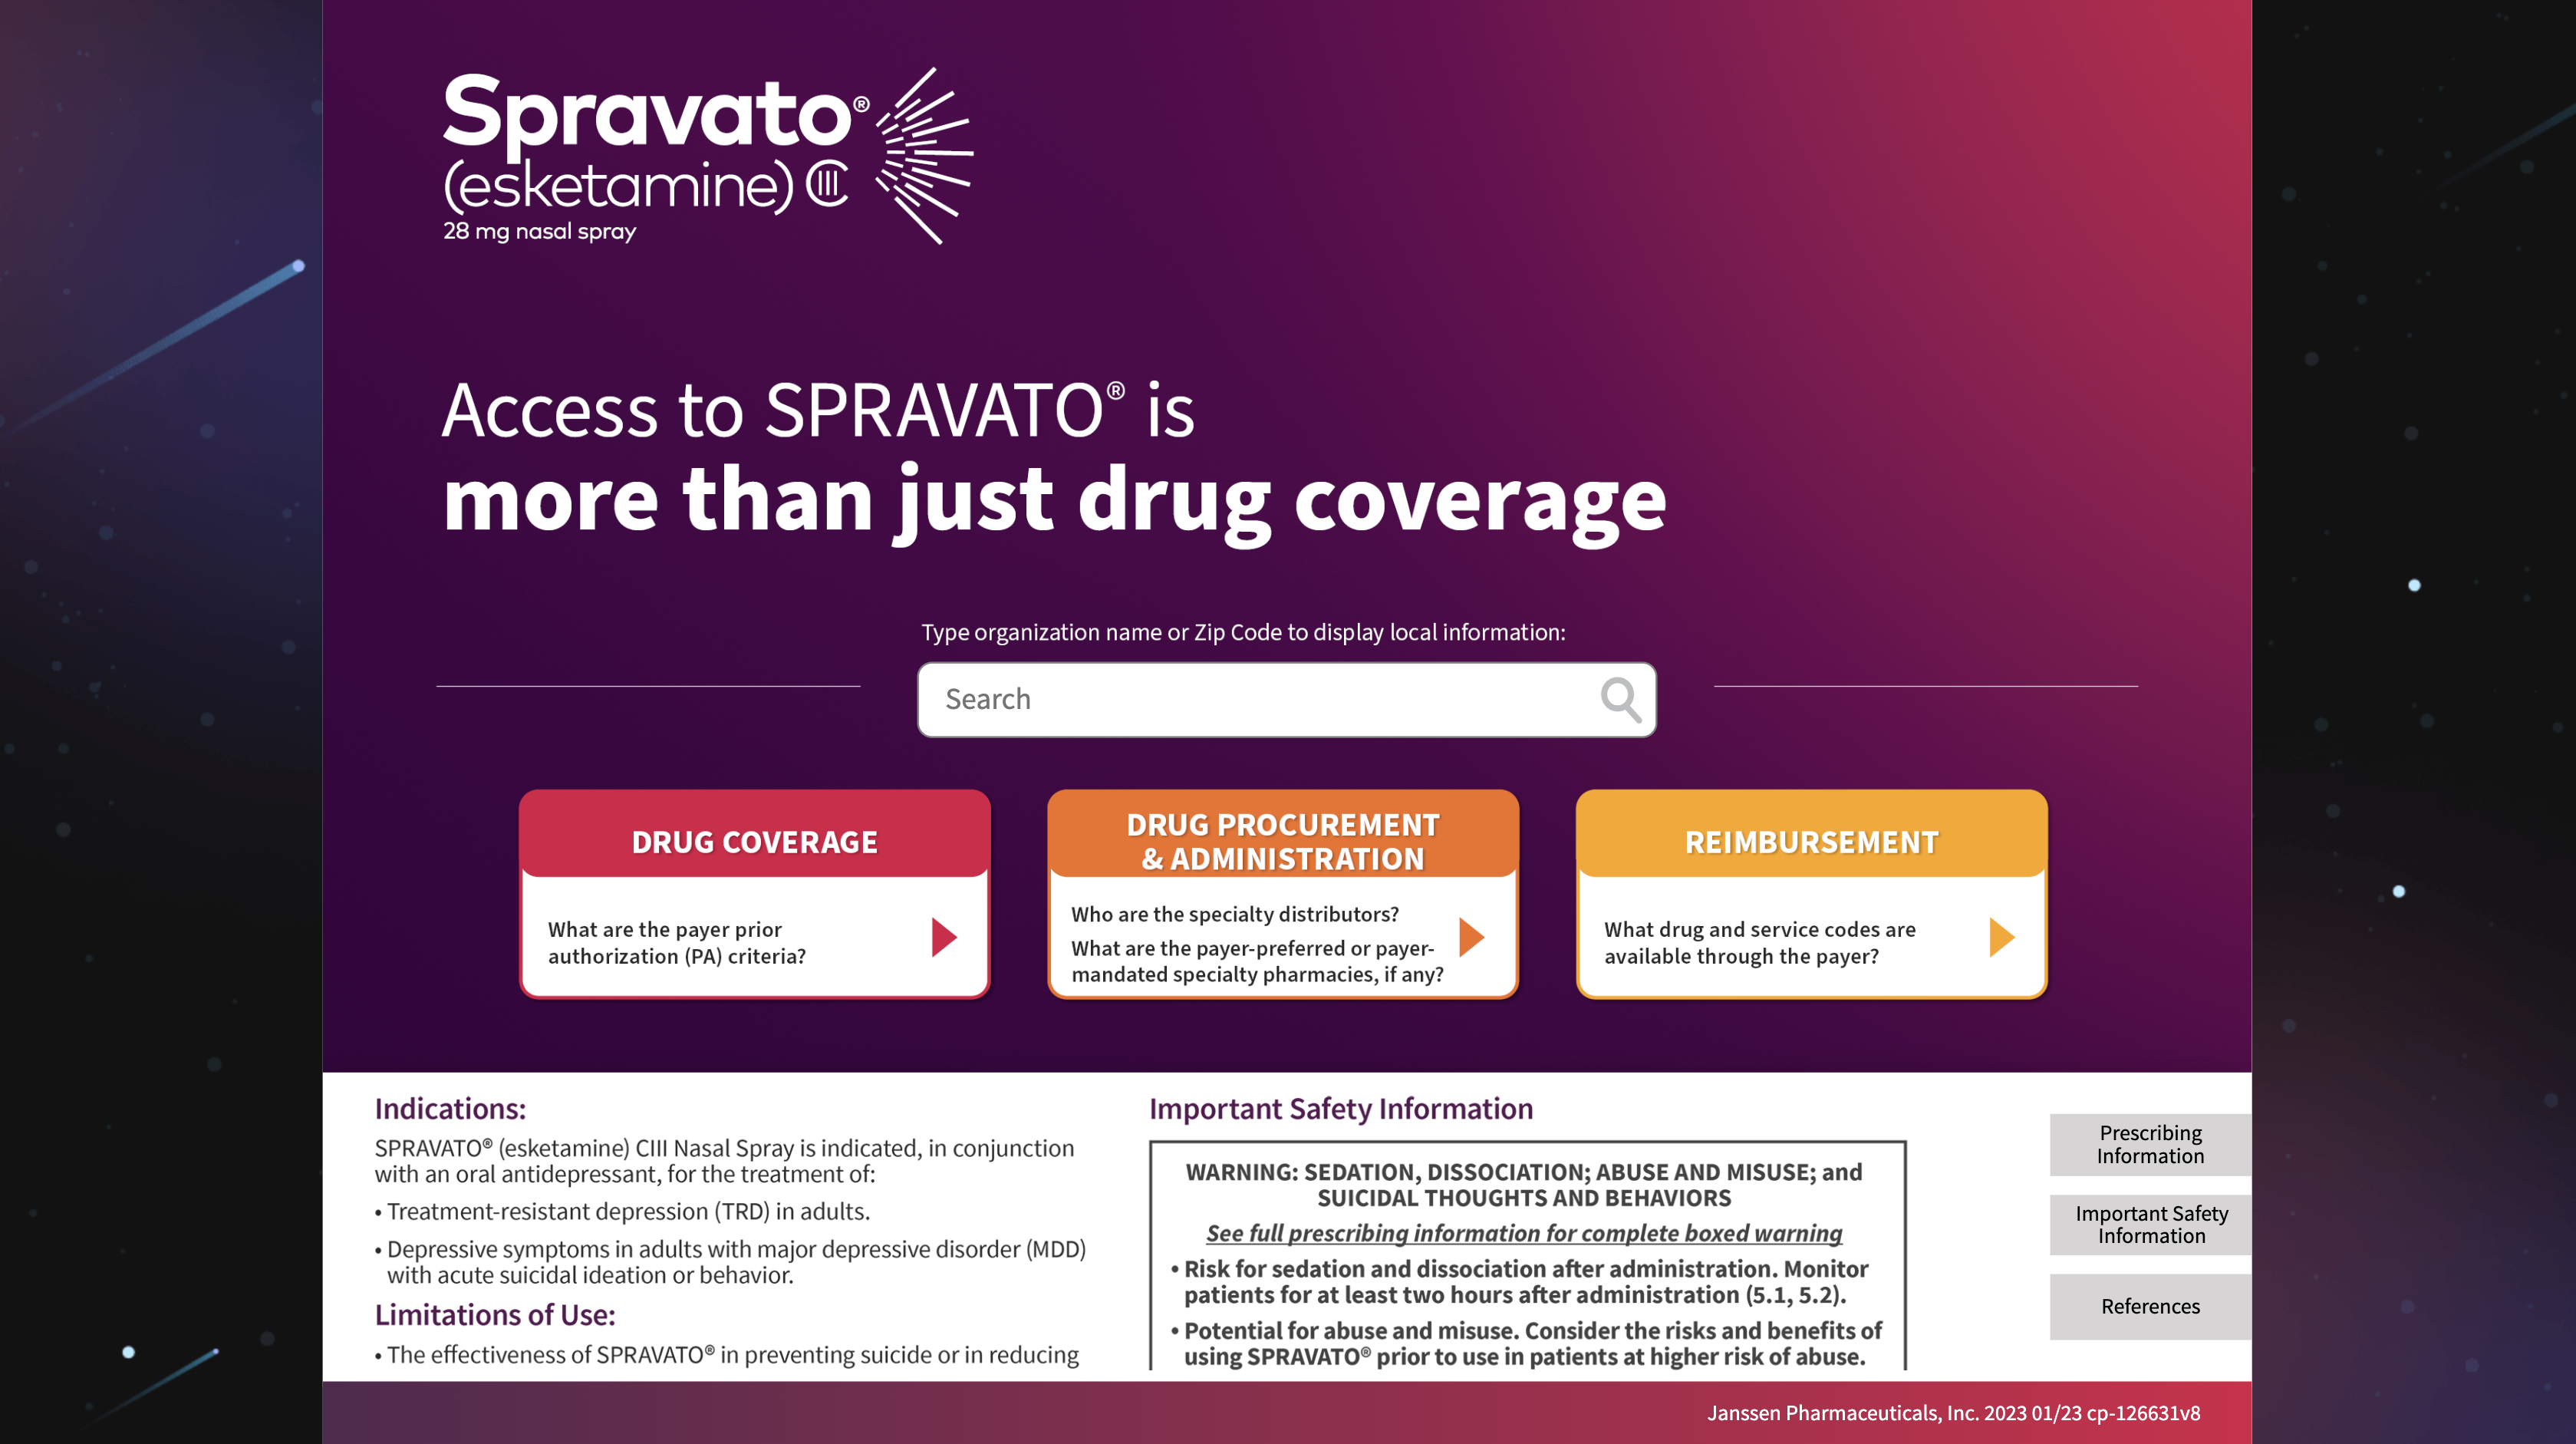 Spravato®
(esketamine) CIII
28 mg nasal spray
Access to SPRAVATO® is
more than just drug coverage
Type organization name or Zip Code to display local information:
Search
DRUG COVERAGE
What are the payer prior
authorization (PA) criteria?
DRUG PROCUREMENT
& ADMINISTRATION
Who are the specialty distributors?
What are the payer-preferred or payer-
mandated specialty pharmacies, if any?
REIMBURSEMENT
What drug and service codes are
available through the payer?
Indications:
SPRAVATO® (esketamine) CIII Nasal Spray is indicated, in conjunction
with an oral antidepressant, for the treatment of:
• Treatment-resistant depression (TRD) in adults.
• Depressive symptoms in adults with major depressive disorder (MDD)
with acute suicidal ideation or behavior.
Limitations of Use:
• The effectiveness of SPRAVATO® in preventing suicide or in reducing
Important Safety Information
WARNING: SEDATION, DISSOCIATION; ABUSE AND MISUSE; and
SUICIDAL THOUGHTS AND BEHAVIORS
See full prescribing information for complete boxed warning
• Risk for sedation and dissociation after administration. Monitor
patients for at least two hours after administration (5.1, 5.2).
• Potential for abuse and misuse. Consider the risks and benefits of
using SPRAVATO® prior to use in patients at higher risk of abuse.
Prescribing
Information
Important Safety
Information
References
Janssen Pharmaceuticals, Inc. 2023 01/23 cp-126631v8